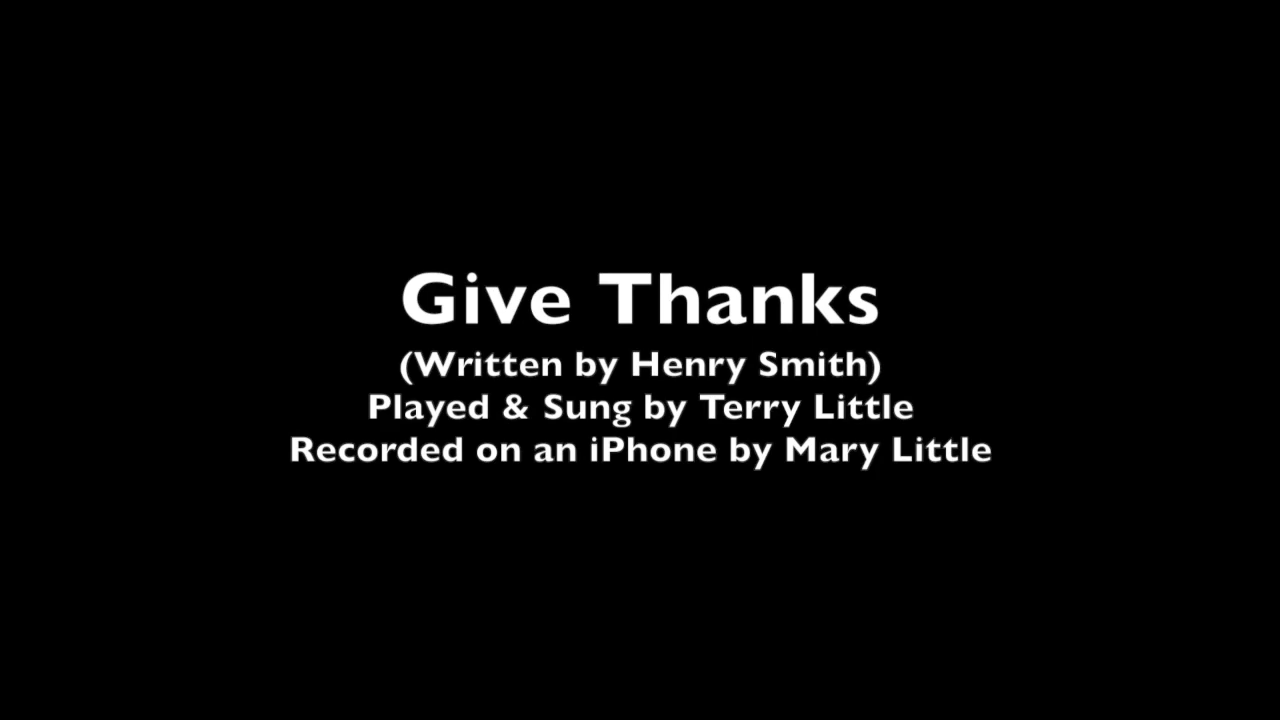 Give Thanks
(Written by Henry Smith)
Played & Sung by Terry Little
Recorded on an iPhone by Mary Little